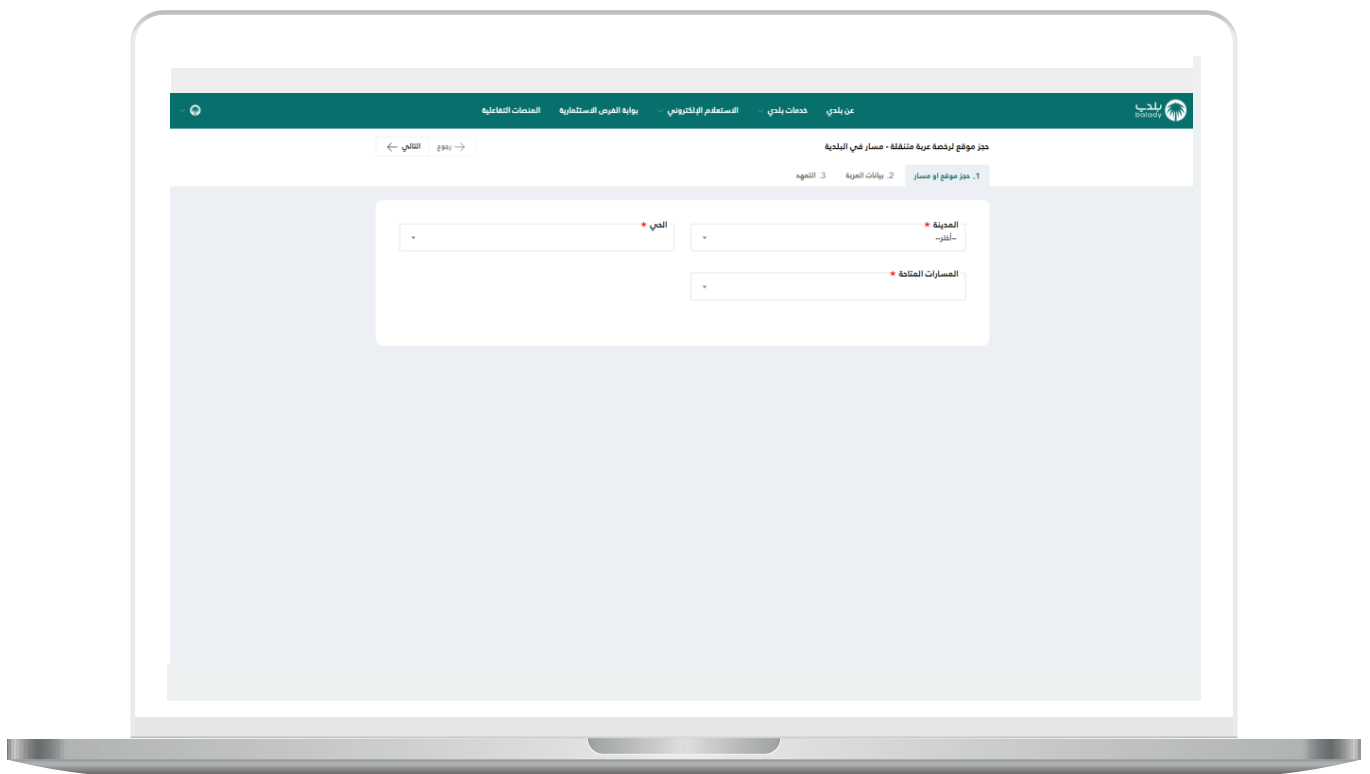 بلدي
balady
عن بلدي
خدمات بلدي
الاستعلام الإلكتروني
بوابة الفرص الاستثمارية
المنصات التفاعلية
حجز موقع لرخصة عربة متنقلة - مسار في البلدية
رجوع
التالي
1. حجز موقع او مسار
2. بيانات العربة
3. التعهد
المدينة *
--أختر--
الحي *
المسارات المتاحة *